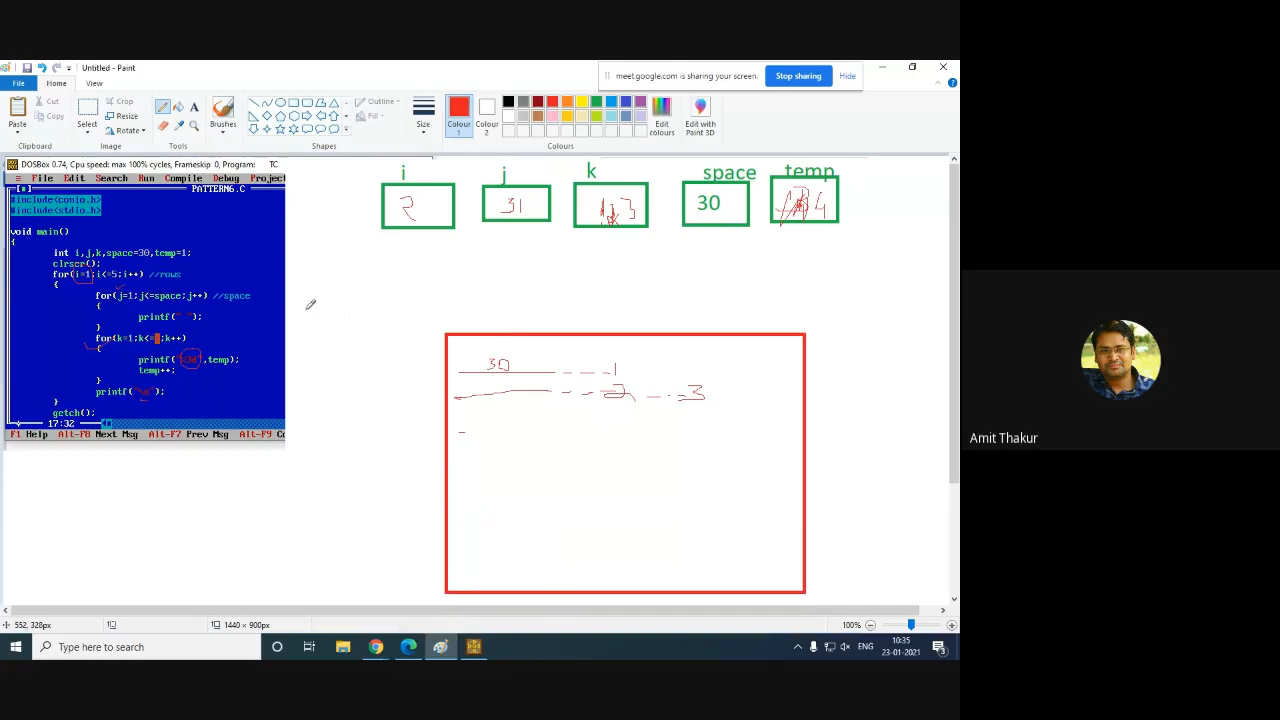 Untitled - Paint
meet.google.com is sharing your screen.
Stop sharing
Hide
File Home View
Paste
Cut
Copy
Clipboard
Select
Crop
Resize
Rotate
Image
Tools
Brushes
Shapes
Outline
Fill
Size
Colour 1
Colour 2
Edit colours
Colours
Edit with Paint 3D
DOSBox 0.74, Cpu speed: max 100% cycles, Frameskip 0, Program: TC
File Edit Search Run Compile Debug Project
PATTERN6.C
#include<conio.h>
#include<stdio.h>
void main()
{
int i,j,k,space=30,temp=1;
clrscr();
for(i=1;i<=5;i++) //rows
{
for(j=1;j<=space;j++) //space
{
printf(" ");
}
for(k=1;k<=;k++)
{
printf("%3d",temp);
temp++;
}
printf("\n");
}
getch();
17:32
F1 Help Alt-F8 Next Msg Alt-F7 Prev Msg Alt-F9 Co
i j k space temp
2 31 3 30 4
30 1
2 3
Amit Thakur
552, 328px
1440 × 900px
100%
Type here to search
ENG
10:35
23-01-2021